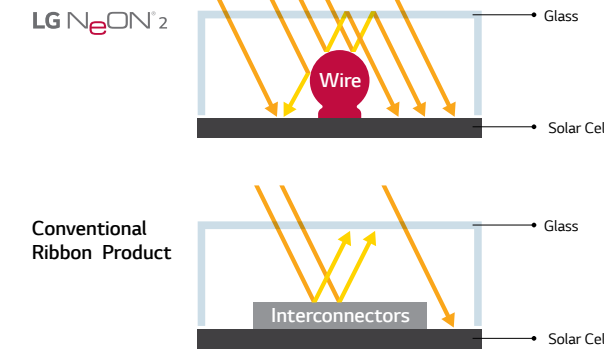 LG NeON® 2
Glass
Wire
Solar Cel
Conventional
Ribbon Product
Glass
Interconnectors
Solar Cel